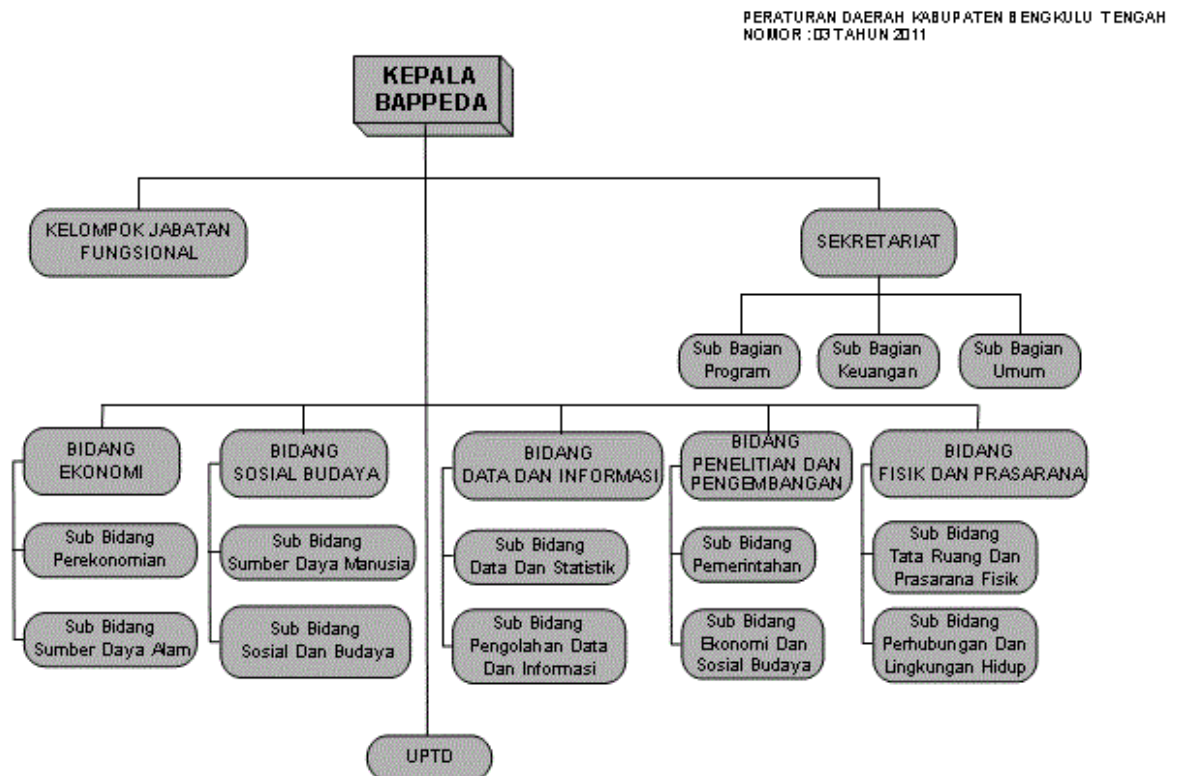 PERATURAN DAERAH KABUPATEN BENGKULU TENGAH
NOMOR : 03 TAHUN 2011
KEPALA
BAPPEDA
KELOMPOK JABATAN
FUNGSIONAL
SEKRETARIAT
Sub Bagian
Program
Sub Bagian
Keuangan
Sub Bagian
Umum
BIDANG
EKONOMI
BIDANG
SOSIAL BUDAYA
BIDANG
DATA DAN INFORMASI
BIDANG
PENELITIAN DAN
PENGEMBANGAN
BIDANG
FISIK DAN PRASARANA
Sub Bidang
Perekonomian
Sub Bidang
Sumber Daya Manusia
Sub Bidang
Data Dan Statistik
Sub Bidang
Pemerintahan
Sub Bidang
Tata Ruang Dan
Prasarana Fisik
Sub Bidang
Sumber Daya Alam
Sub Bidang
Sosial Dan Budaya
Sub Bidang
Pengolahan Data
Dan Informasi
Sub Bidang
Ekonomi Dan
Sosial Budaya
Sub Bidang
Perhubungan Dan
Lingkungan Hidup
UPTD